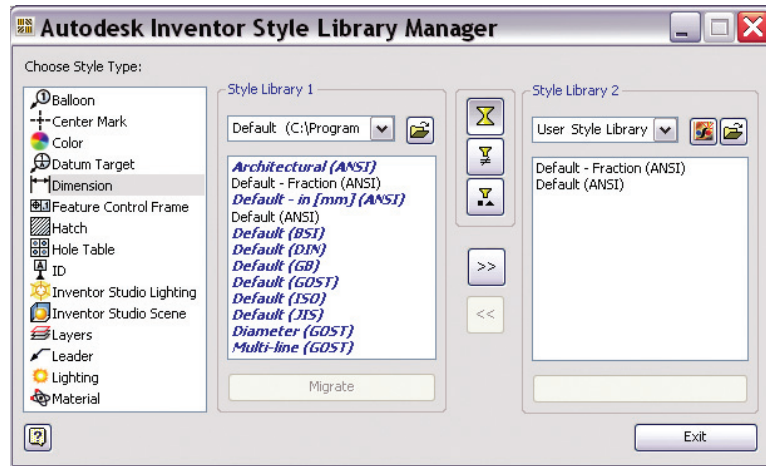 Autodesk Inventor Style Library Manager
Choose Style Type:
Balloon
Center Mark
Color
Datum Target
Dimension
Feature Control Frame
Hatch
Hole Table
ID
Inventor Studio Lighting
Inventor Studio Scene
Layers
Leader
Lighting
Material
Style Library 1
Default (C:\Program
Architectural (ANSI)
Default - Fraction (ANSI)
Default - in [mm] (ANSI)
Default (ANSI)
Default (BSI)
Default (DIN)
Default (GB)
Default (GOST)
Default (ISO)
Default (JIS)
Diameter (GOST)
Multi-line (GOST)
Migrate
>>
<<
Style Library 2
User Style Library
Default - Fraction (ANSI)
Default (ANSI)
Exit